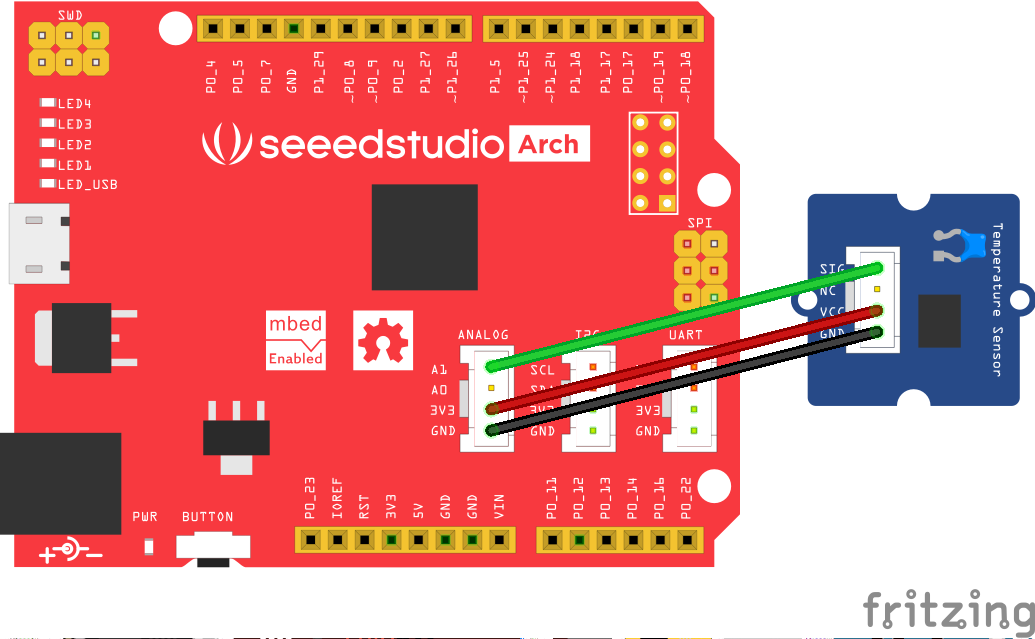 SWD
P0_4
P0_5
P0_7
GND
P1_29
~P0_8
~P0_9
P0_2
P1_27
~P1_26
P1_5
~P1_25
~P1_24
P1_18
P1_17
P0_17
~P0_19
~P0_18
LED4
LED3
LED2
LED1
LED_USB
seeedstudio Arch
SPI
Temperature Sensor
SIG
NC
VCC
GND
mbed
Enabled
ANALOG
I2C
UART
A1
A0
3V3
GND
SCL
SDA
3V3
GND
3V3
GND
P0_23
IOREF
RST
3V3
5V
GND
GND
VIN
P0_11
P0_12
P0_13
P0_14
P0_16
P0_22
PWR
BUTTON
fritzing